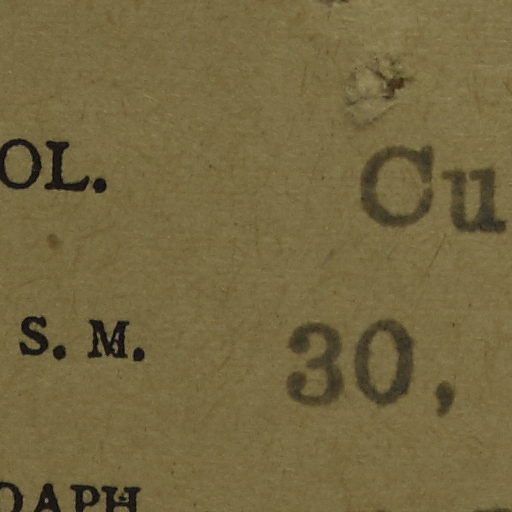 OL.
Cu
S. M.
30,